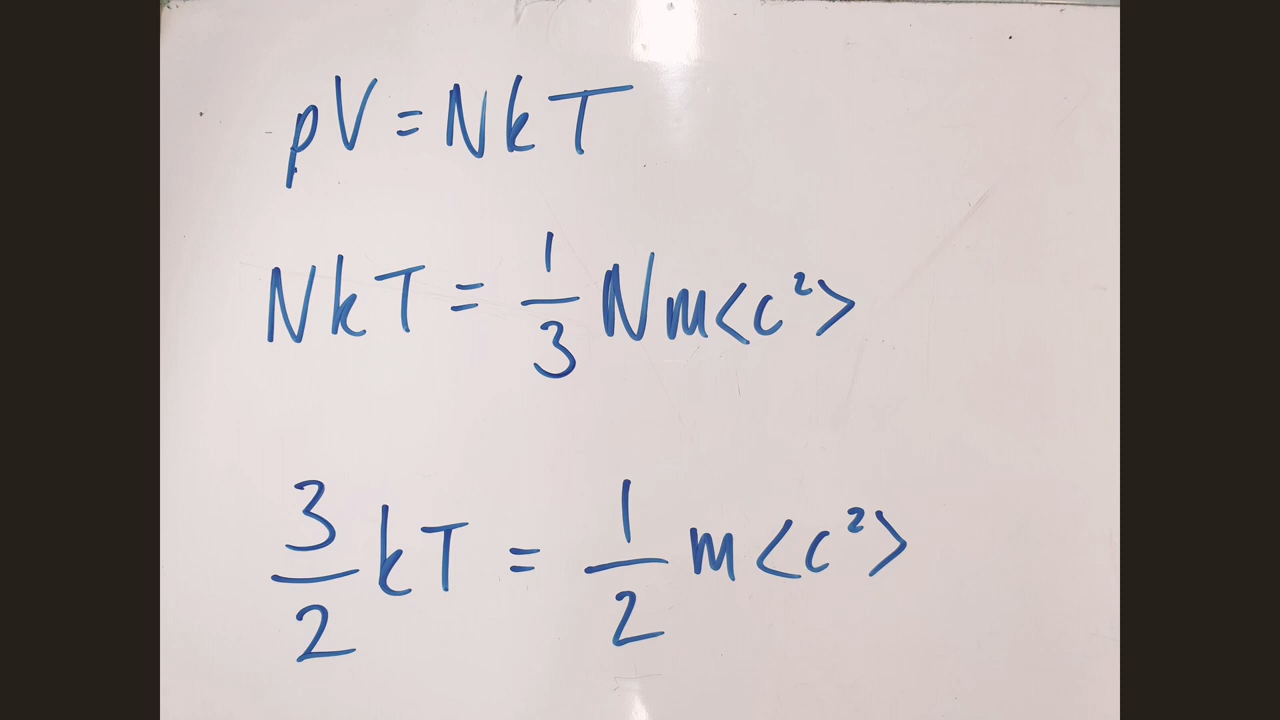 pV = NkT
NkT = 1/3 Nm<c²>
3/2 kT = 1/2 m<c²>